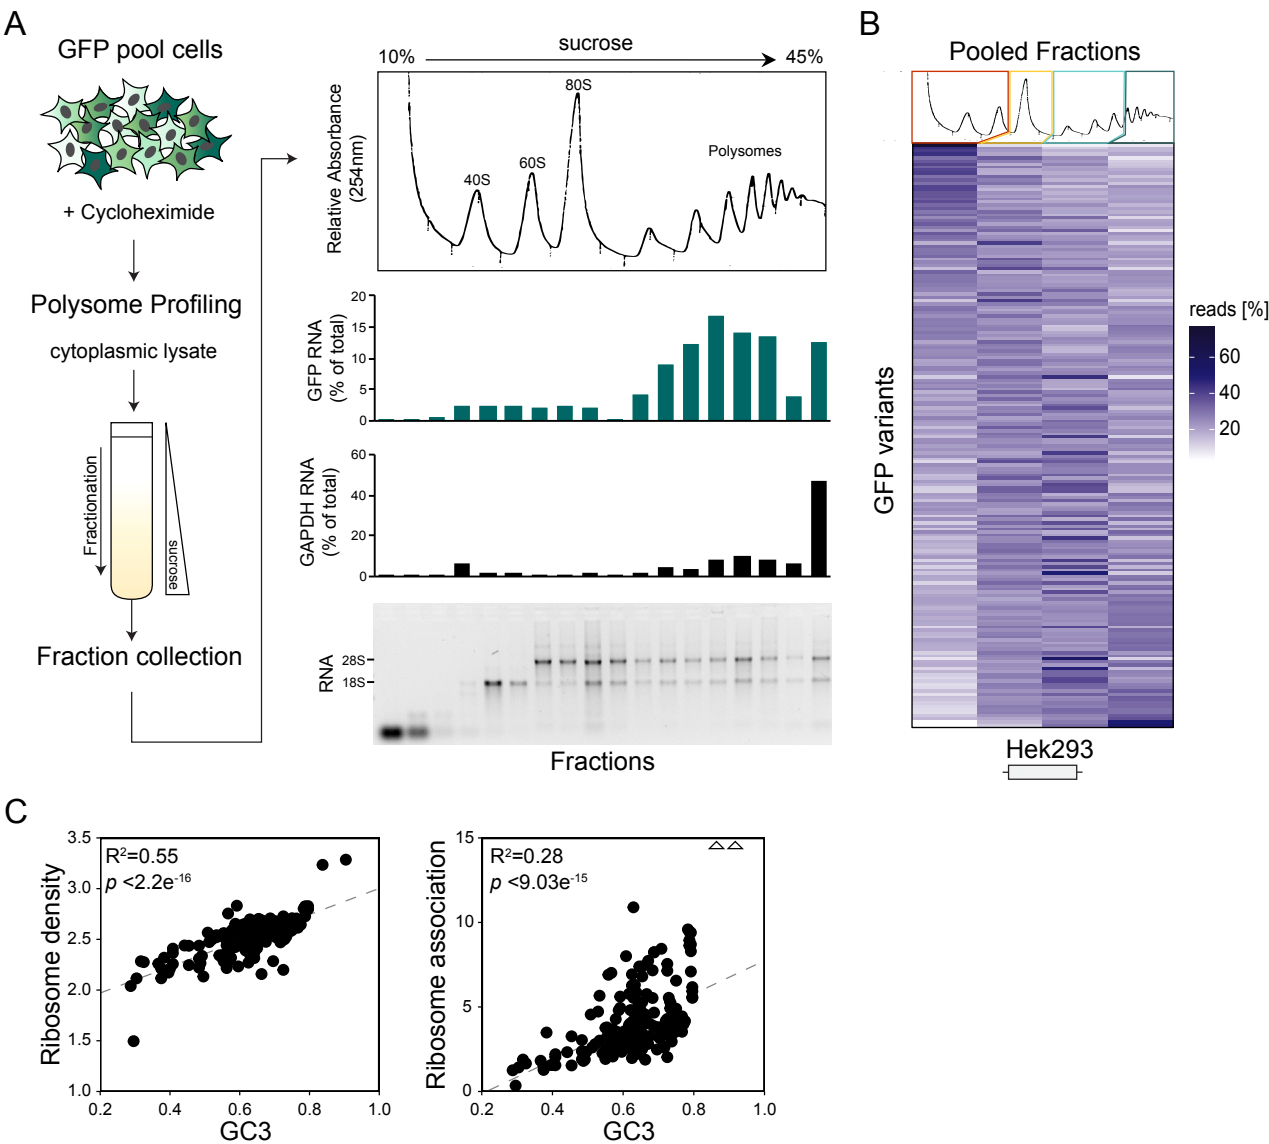 A
GFP pool cells
+ Cycloheximide
Polysome Profiling
cytoplasmic lysate
Fractionation
sucrose
Fraction collection
sucrose
10%
45%
Relative Absorbance
(254nm)
40S
60S
80S
Polysomes
GFP RNA
(% of total)
20
15
10
5
0
GAPDH RNA
(% of total)
60
40
20
0
RNA
28S
18S
Fractions
B
Pooled Fractions
GFP variants
reads [%]
60
40
20
Hek293
C
Ribosome density
3.5
3.0
2.5
2.0
1.5
1.0
R²=0.55
p <2.2e⁻¹⁶
0.2 0.4 0.6 0.8 1.0
GC3
Ribosome association
15
10
5
0
R²=0.28
p <9.03e⁻¹⁵
0.2 0.4 0.6 0.8 1.0
GC3